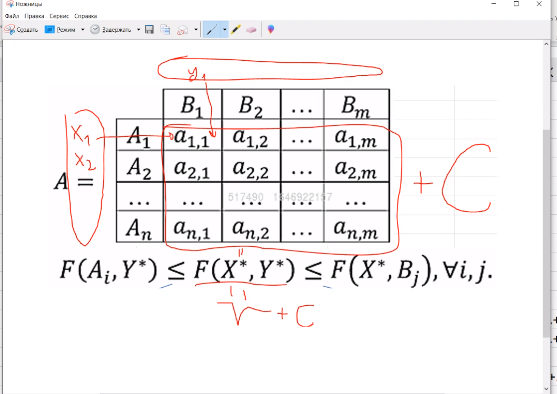 Ножницы
Файл Правка Сервис Справка
Создать Режим Задержать
y₁
B₁ B₂ … Bₘ
x₁ A₁ a₁,₁ a₁,₂ … a₁,ₘ
x₂ A₂ a₂,₁ a₂,₂ … a₂,ₘ
A = … … … … …
+ C
517490 1646922157
Aₙ aₙ,₁ aₙ,₂ … aₙ,ₘ
F(Aᵢ, Y*) ≤ F(X*, Y*) ≤ F(X*, Bⱼ), ∀i, j.
V + C